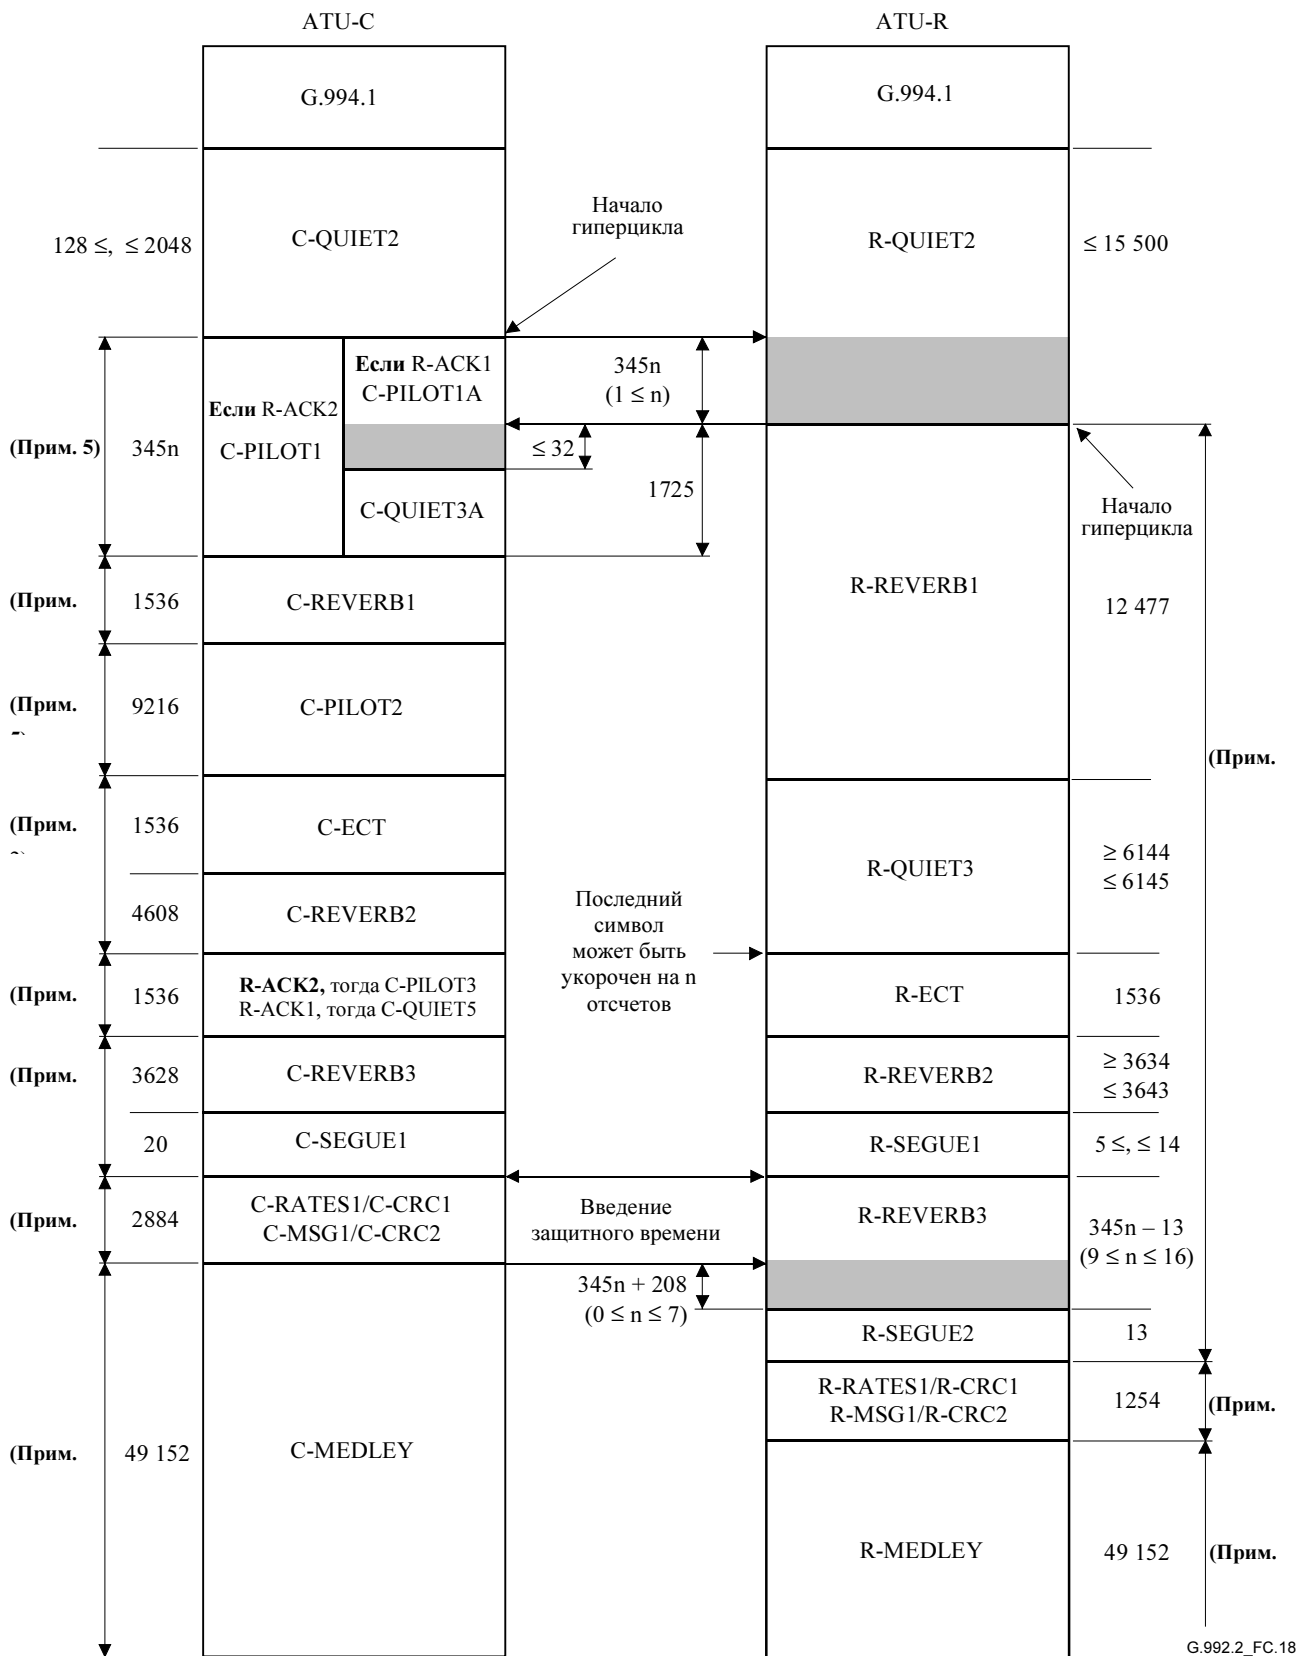 ATU-C
ATU-R
G.994.1
G.994.1
128 ≤, ≤ 2048
C-QUIET2
Начало
гиперцикла
R-QUIET2
≤ 15 500
(Прим. 5)
345n
Если R-ACK2
C-PILOT1
Если R-ACK1
C-PILOT1A
345n
(1 ≤ n)
≤ 32
C-QUIET3A
1725
Начало
гиперцикла
(Прим.
1536
C-REVERB1
R-REVERB1
12 477
(Прим.
9216
C-PILOT2
(Прим.
(Прим.
1536
C-ECT
R-QUIET3
≥ 6144
≤ 6145
4608
C-REVERB2
Последний
символ
может быть
укорочен на n
отсчетов
(Прим.
1536
R-ACK2, тогда C-PILOT3
R-ACK1, тогда C-QUIET5
R-ECT
1536
(Прим.
3628
C-REVERB3
R-REVERB2
≥ 3634
≤ 3643
20
C-SEGUE1
R-SEGUE1
5 ≤, ≤ 14
(Прим.
2884
C-RATES1/C-CRC1
C-MSG1/C-CRC2
Введение
защитного времени
R-REVERB3
345n – 13
(9 ≤ n ≤ 16)
345n + 208
(0 ≤ n ≤ 7)
R-SEGUE2
13
R-RATES1/R-CRC1
R-MSG1/R-CRC2
1254
(Прим.
(Прим.
49 152
C-MEDLEY
R-MEDLEY
49 152
(Прим.
G.992.2_FC.18